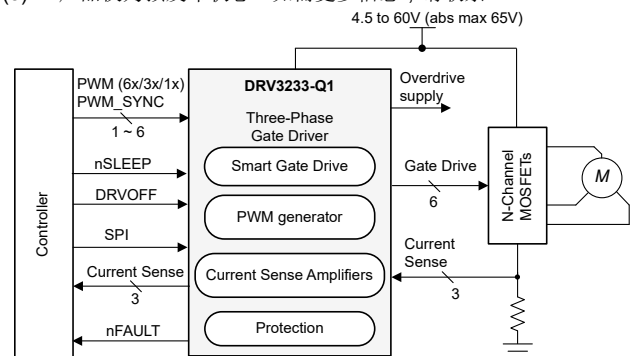 4.5 to 60V (abs max 65V)
PWM (6x/3x/1x)
PWM_SYNC
1 ~ 6
DRV3233-Q1
Three-Phase
Gate Driver
Overdrive
supply
Smart Gate Drive
nSLEEP
Gate Drive
6
N-Channel
MOSFETs
M
DRVOFF
PWM generator
Controller
SPI
Current
Sense
3
Current Sense
3
Current Sense Amplifiers
nFAULT
Protection